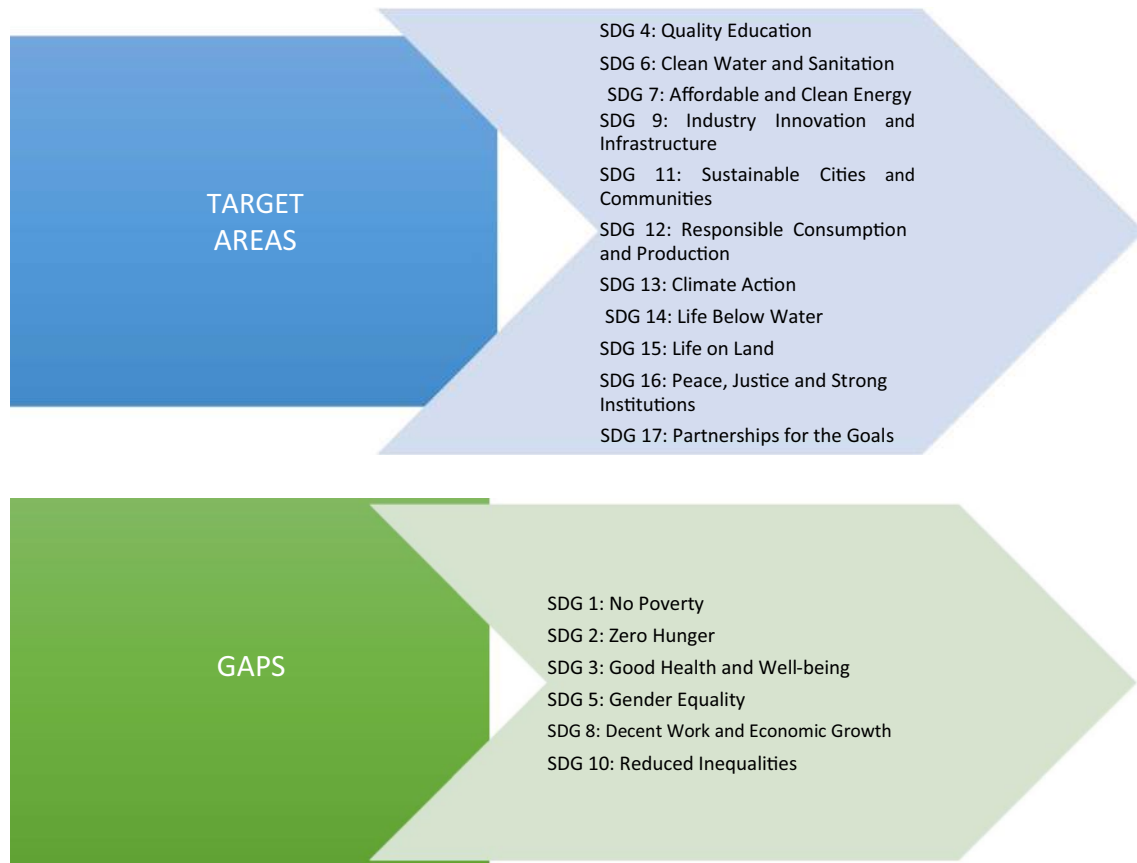 TARGET
AREAS
SDG 4: Quality Education
SDG 6: Clean Water and Sanitation
SDG 7: Affordable and Clean Energy
SDG 9: Industry Innovation and
Infrastructure
SDG 11: Sustainable Cities and
Communities
SDG 12: Responsible Consumption
and Production
SDG 13: Climate Action
SDG 14: Life Below Water
SDG 15: Life on Land
SDG 16: Peace, Justice and Strong
Institutions
SDG 17: Partnerships for the Goals
GAPS
SDG 1: No Poverty
SDG 2: Zero Hunger
SDG 3: Good Health and Well-being
SDG 5: Gender Equality
SDG 8: Decent Work and Economic Growth
SDG 10: Reduced Inequalities